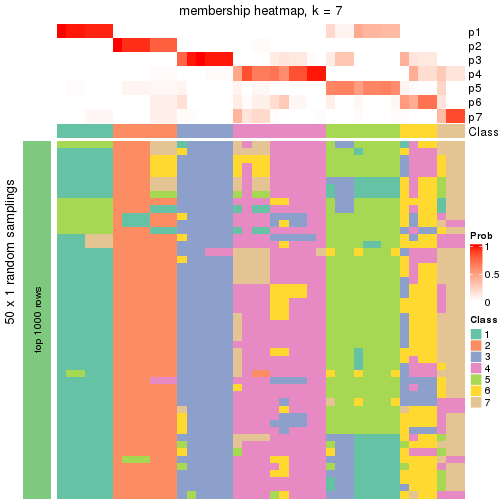 membership heatmap, k = 7
p1
p2
p3
p4
p5
p6
p7
Class
50 x 1 random samplings
top 1000 rows
Prob
1
0.5
0
Class
1
2
3
4
5
6
7